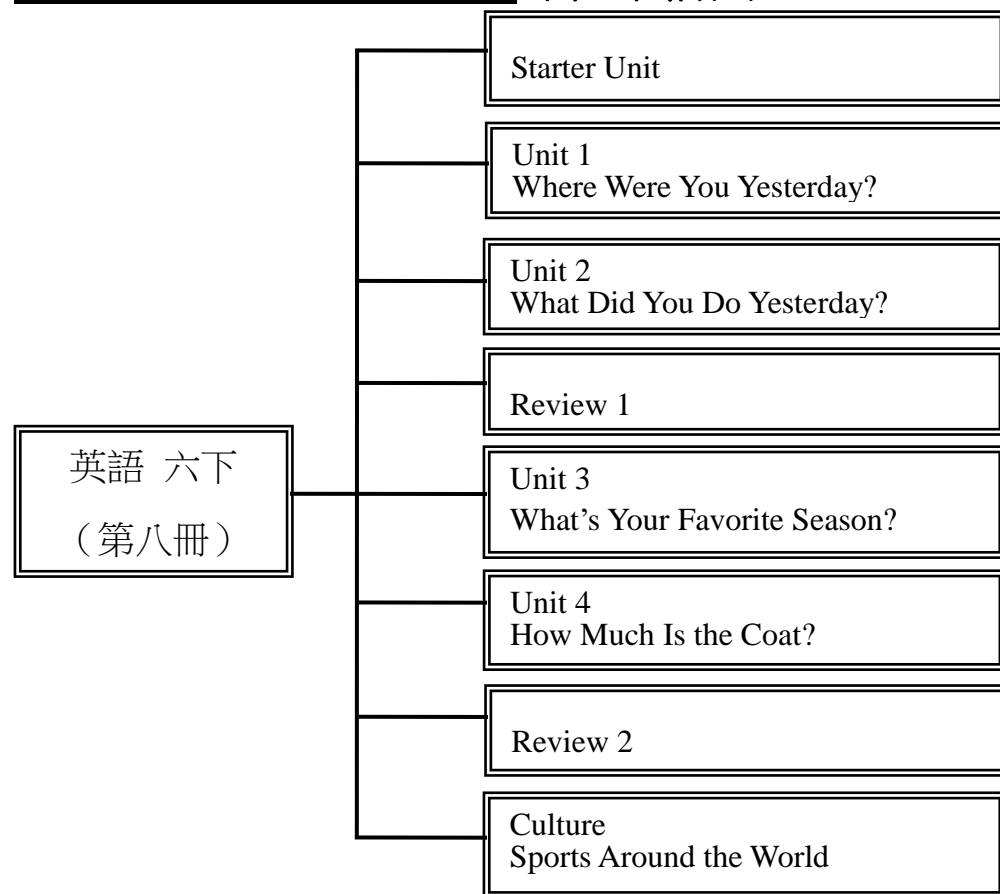 Starter Unit
Unit 1
Where Were You Yesterday?
Unit 2
What Did You Do Yesterday?
Review 1
英語 六下
（第八冊）
Unit 3
What’s Your Favorite Season?
Unit 4
How Much Is the Coat?
Review 2
Culture
Sports Around the World